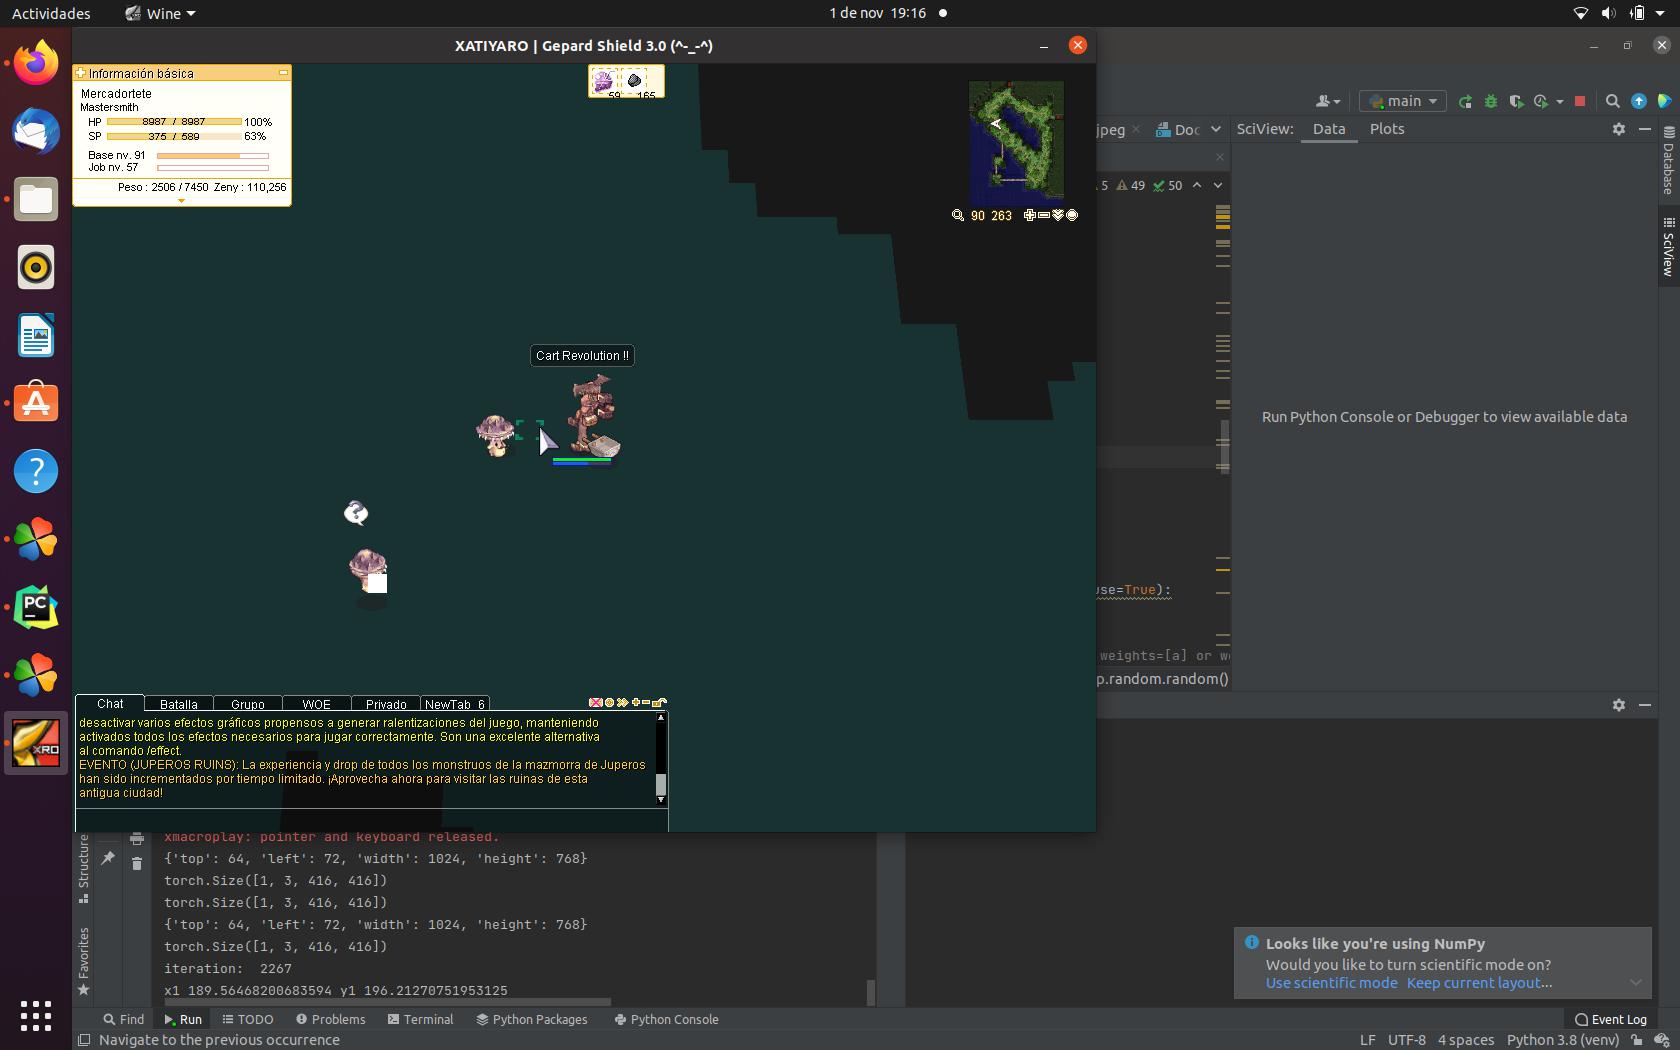 Actividades
Wine
1 de nov 19:16
XATIYARO | Gepard Shield 3.0 (^-_-^)
Información básica
Mercadortete
Mastersmith
HP 8987 / 8987 100%
SP 375 / 589 63%
Base nv. 91
Job nv. 57
Peso : 2506 / 7450 Zeny : 110,256
59 165
90 263
Cart Revolution !!
main
jpeg
Doc
SciView: Data Plots
5 49 50
Database
SciView
Run Python Console or Debugger to view available data
use=True):
weights=[a] or we
p.random.random()
Chat Batalla Grupo WOE Privado NewTab_6
desactivar varios efectos gráficos propensos a generar ralentizaciones del juego, manteniendo
activados todos los efectos necesarios para jugar correctamente. Son una excelente alternativa
al comando /effect.
EVENTO (JUPEROS RUINS): La experiencia y drop de todos los monstruos de la mazmorra de Juperos
han sido incrementados por tiempo limitado. ¡Aprovecha ahora para visitar las ruinas de esta
antigua ciudad!
XRO
PC
xmacroplay: pointer and keyboard released.
{'top': 64, 'left': 72, 'width': 1024, 'height': 768}
torch.Size([1, 3, 416, 416])
torch.Size([1, 3, 416, 416])
{'top': 64, 'left': 72, 'width': 1024, 'height': 768}
torch.Size([1, 3, 416, 416])
iteration: 2267
x1 189.56468200683594 y1 196.21270751953125
Structure
Favorites
Looks like you're using NumPy
Would you like to turn scientific mode on?
Use scientific mode Keep current layout...
Find Run TODO Problems Terminal Python Packages Python Console
Event Log
Navigate to the previous occurrence
LF UTF-8 4 spaces Python 3.8 (venv)